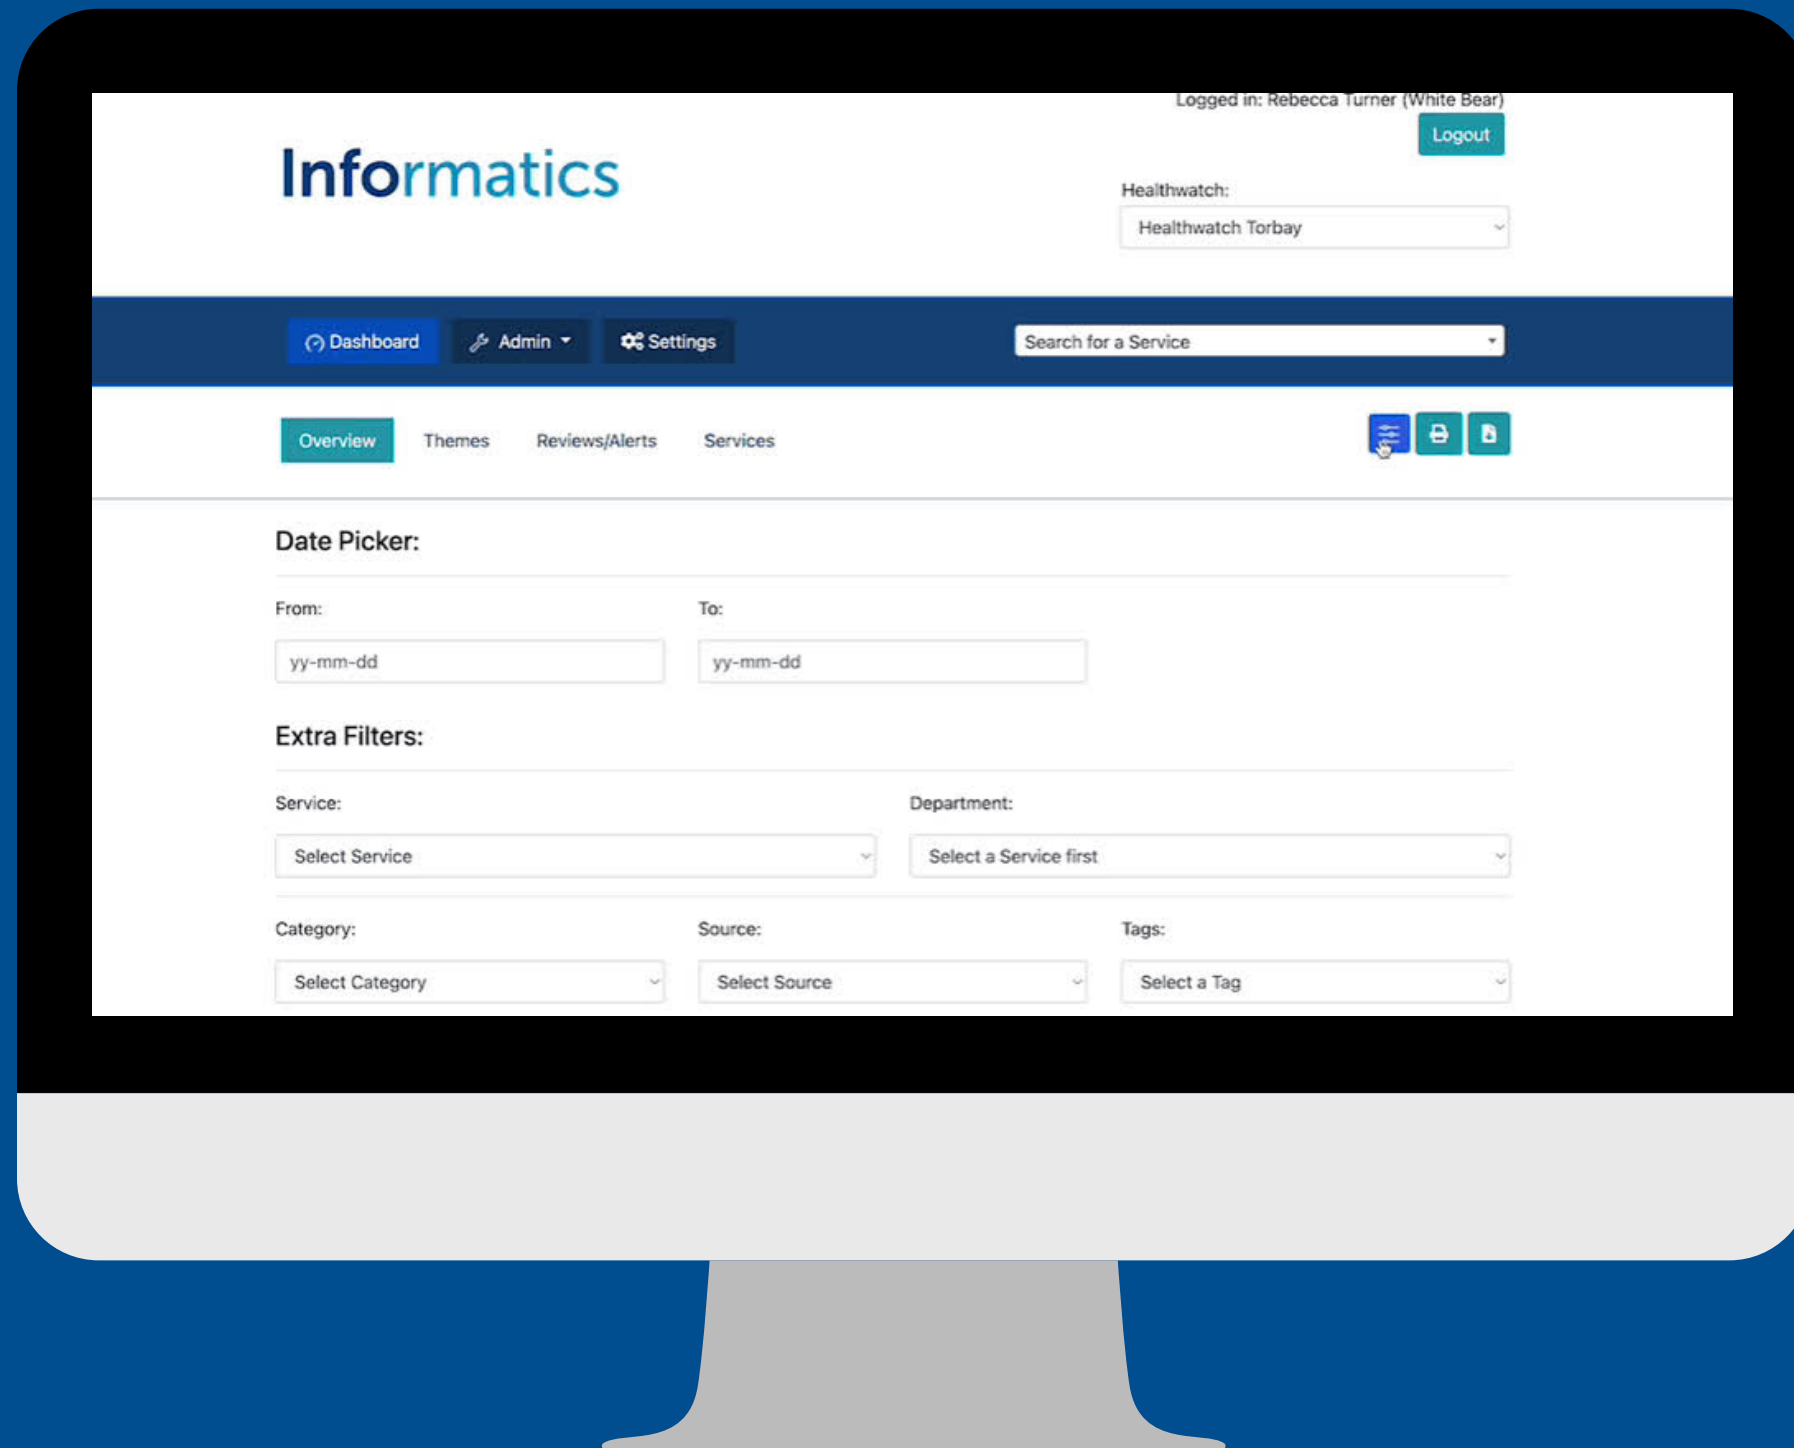 Logged in: Rebecca Turner (White Bear)
Logout
Informatics
Healthwatch:
Healthwatch Torbay
Dashboard Admin Settings Search for a Service
Overview Themes Reviews/Alerts Services
Date Picker:
From: To:
yy-mm-dd yy-mm-dd
Extra Filters:
Service: Department:
Select Service Select a Service first
Category: Source: Tags:
Select Category Select Source Select a Tag